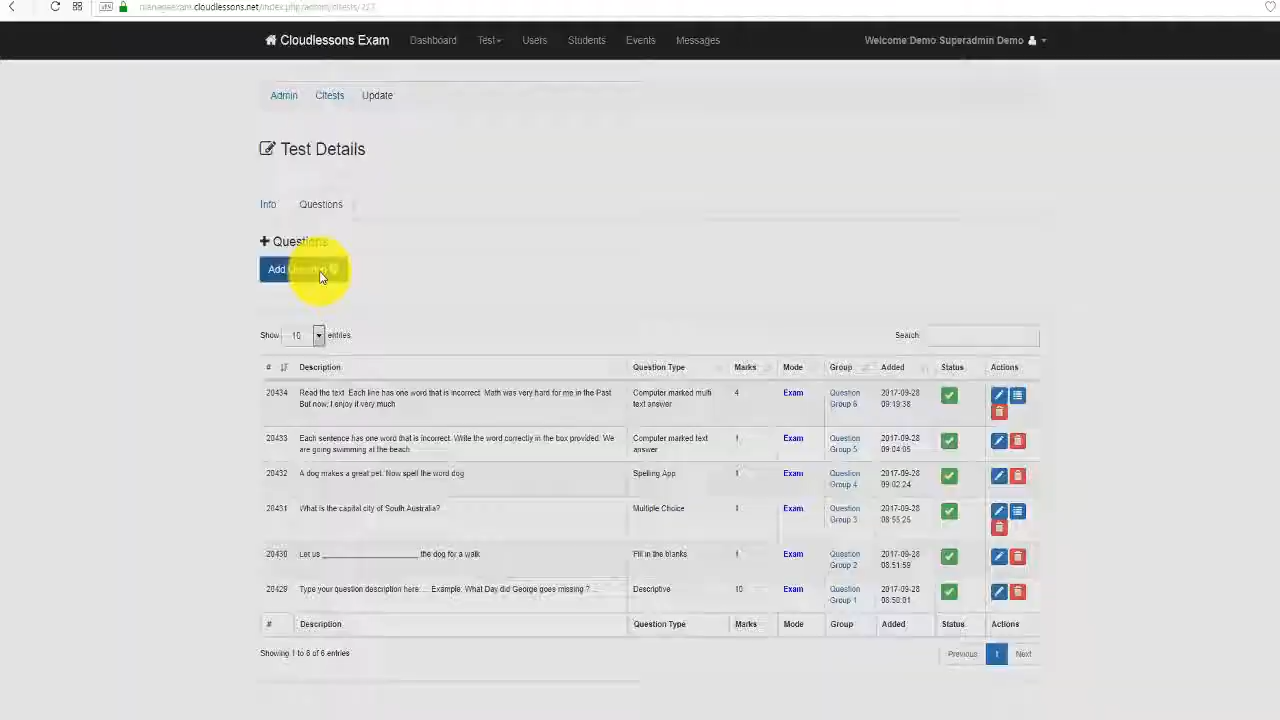 manageexam.cloudlessons.net/index.php/admin/cltests/
Cloudlessons Exam Dashboard Test Users Students Events Messages Welcome Demo Superadmin Demo
Admin Cltests Update
Test Details
Info Questions
Questions
Add
Show 10 entries Search:
# Description Question Type Marks Mode Group Added Status Actions
20434 Read the text. Each line has one word that is incorrect. Math was very hard for me in the Past Computer marked multi 4 Exam Question 2017-09-28
But now, I enjoy it very much text answer Group 6 09:19:38
20433 Each sentence has one word that is incorrect. Write the word correctly in the box provided. We Computer marked text 1 Exam Question 2017-09-28
are going swimming at the beach. answer Group 5 09:04:05
20432 A dog makes a great pet. Now spell the word dog Spelling App 1 Exam Question 2017-09-28
Group 4 09:02:24
20431 What is the capital city of South Australia? Multiple Choice 1 Exam Question 2017-09-28
Group 3 08:55:25
20430 Let us ____________________ the dog for a walk Fill in the blanks 1 Exam Question 2017-09-28
Group 2 08:51:59
20429 Type your question description here.... Example. What Day did George goes missing ? Descriptive 10 Exam Question 2017-09-28
Group 1 08:50:01
# Description Question Type Marks Mode Group Added Status Actions
Showing 1 to 6 of 6 entries Previous 1 Next